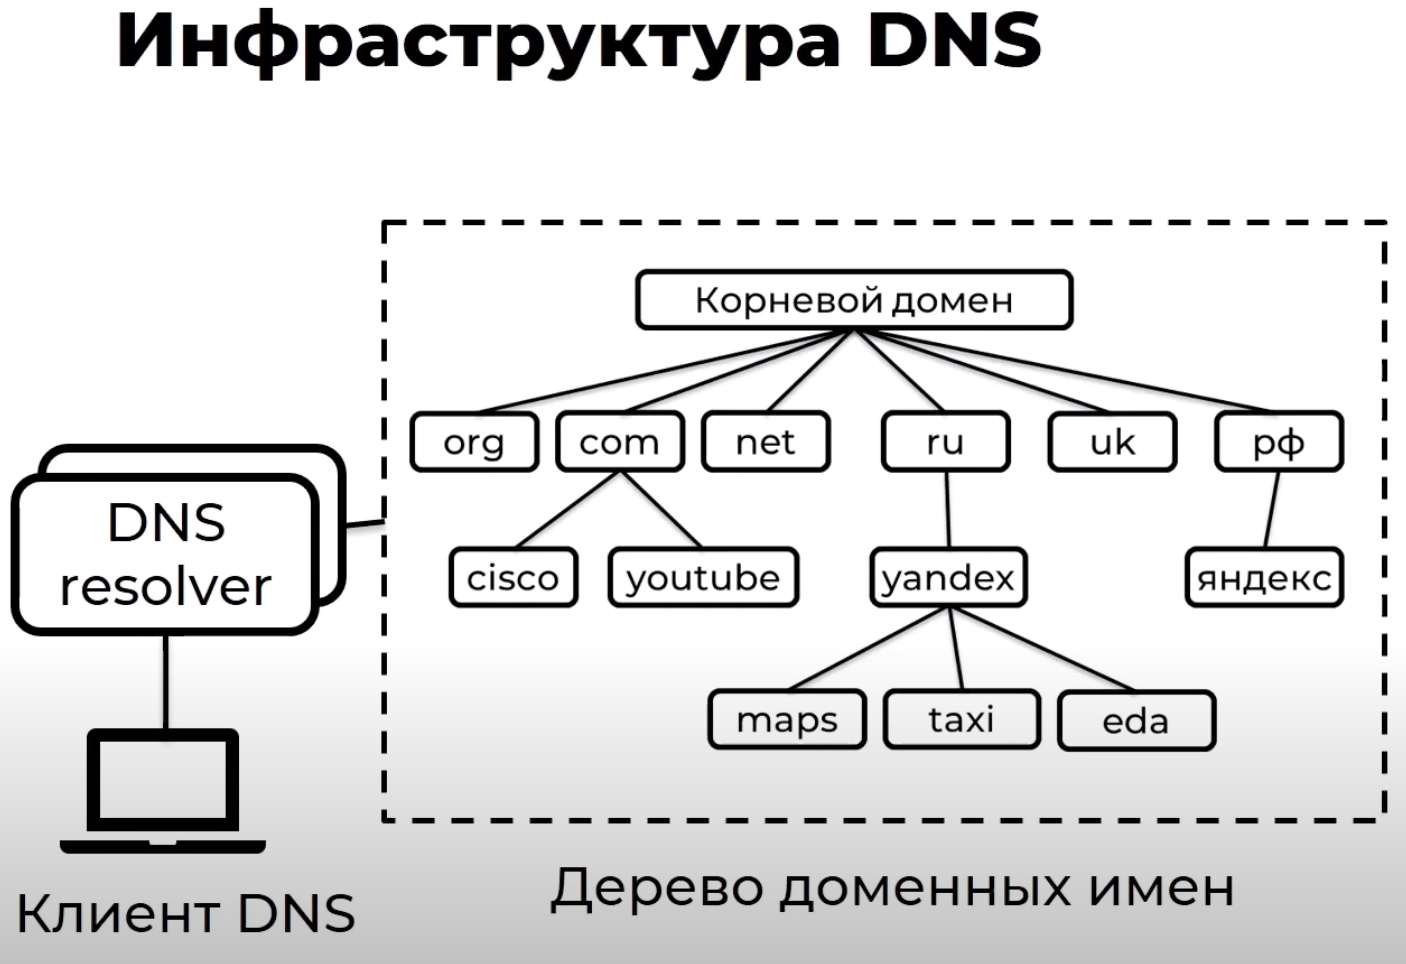 Инфраструктура DNS
Корневой домен
org
com
net
ru
uk
рф
cisco
youtube
yandex
яндекс
maps
taxi
eda
DNS
resolver
Клиент DNS
Дерево доменных имен